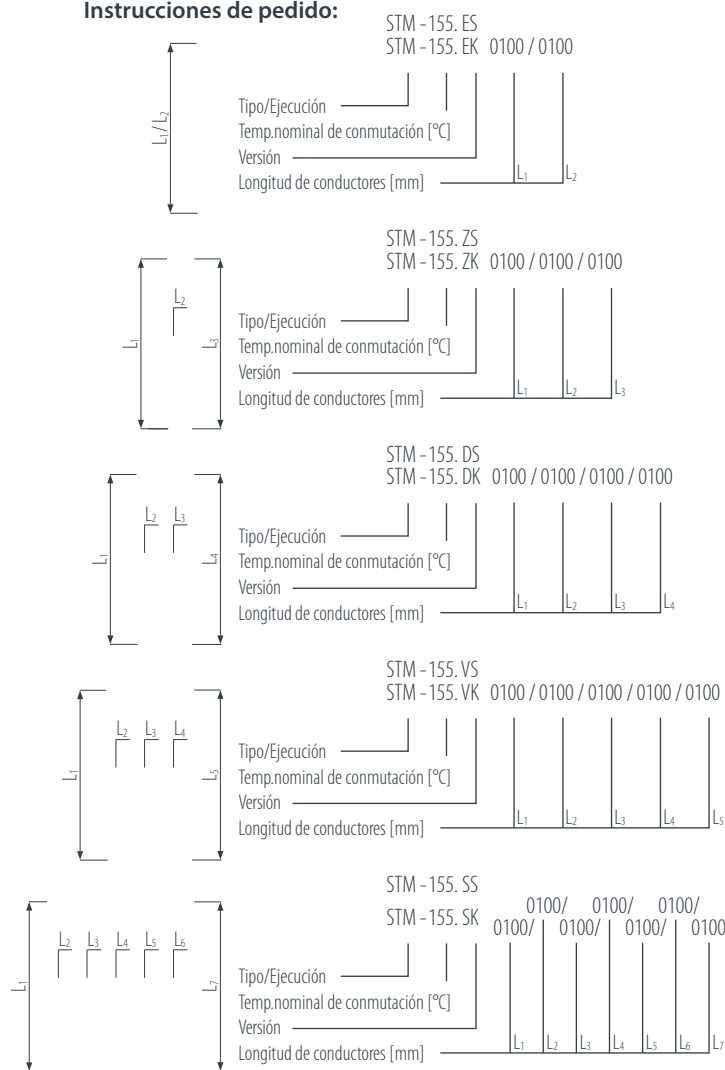 Instrucciones de pedido:
STM - 155. ES
STM - 155. EK 0100 / 0100
L1 / L2
Tipo/Ejecución
Temp.nominal de conmutación [°C]
Versión
Longitud de conductores [mm]
L1 L2
STM - 155. ZS
STM - 155. ZK 0100 / 0100 / 0100
L1 L2 L3
Tipo/Ejecución
Temp.nominal de conmutación [°C]
Versión
Longitud de conductores [mm]
L1 L2 L3
STM - 155. DS
STM - 155. DK 0100 / 0100 / 0100 / 0100
L1 L2 L3 L4
Tipo/Ejecución
Temp.nominal de conmutación [°C]
Versión
Longitud de conductores [mm]
L1 L2 L3 L4
STM - 155. VS
STM - 155. VK 0100 / 0100 / 0100 / 0100 / 0100
L1 L2 L3 L4 L5
Tipo/Ejecución
Temp.nominal de conmutación [°C]
Versión
Longitud de conductores [mm]
L1 L2 L3 L4 L5
STM - 155. SS
STM - 155. SK 0100/ 0100/ 0100/ 0100/ 0100/ 0100/ 0100
L1 L2 L3 L4 L5 L6 L7
Tipo/Ejecución
Temp.nominal de conmutación [°C]
Versión
Longitud de conductores [mm]
L1 L2 L3 L4 L5 L6 L7